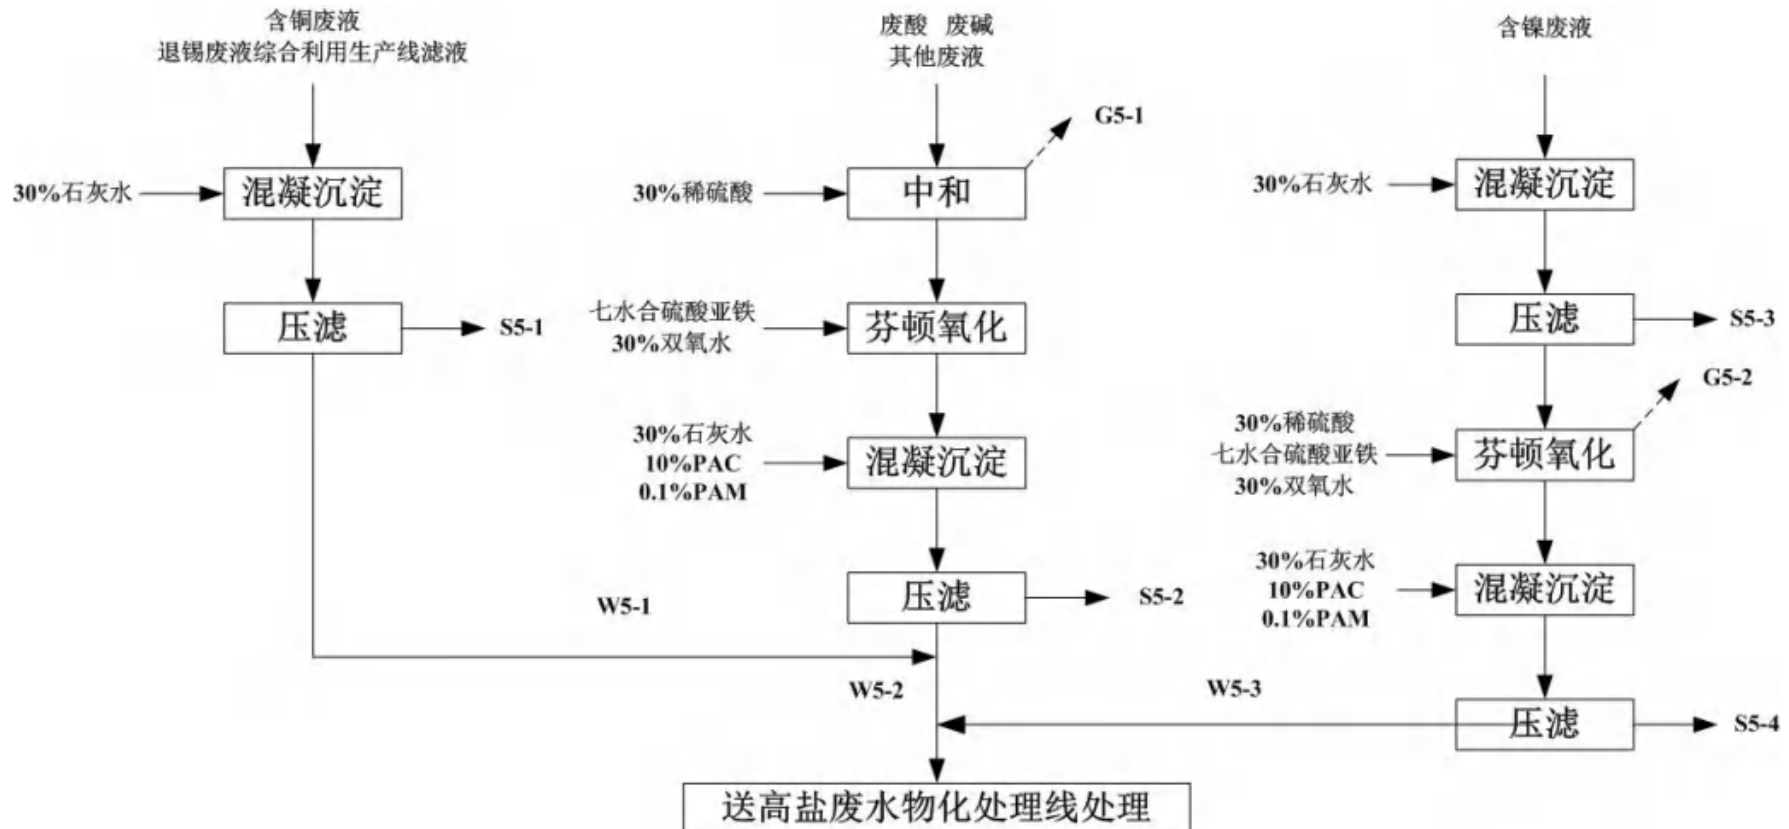 含铜废液
退锡废液综合利用生产线滤液
30%石灰水
混凝沉淀
压滤
S5-1
W5-1
废酸 废碱
其他废液
G5-1
30%稀硫酸
中和
七水合硫酸亚铁
30%双氧水
芬顿氧化
30%石灰水
10%PAC
0.1%PAM
混凝沉淀
压滤
S5-2
W5-2
含镍废液
30%石灰水
混凝沉淀
压滤
S5-3
G5-2
30%稀硫酸
七水合硫酸亚铁
30%双氧水
芬顿氧化
30%石灰水
10%PAC
0.1%PAM
混凝沉淀
W5-3
压滤
S5-4
送高盐废水物化处理线处理